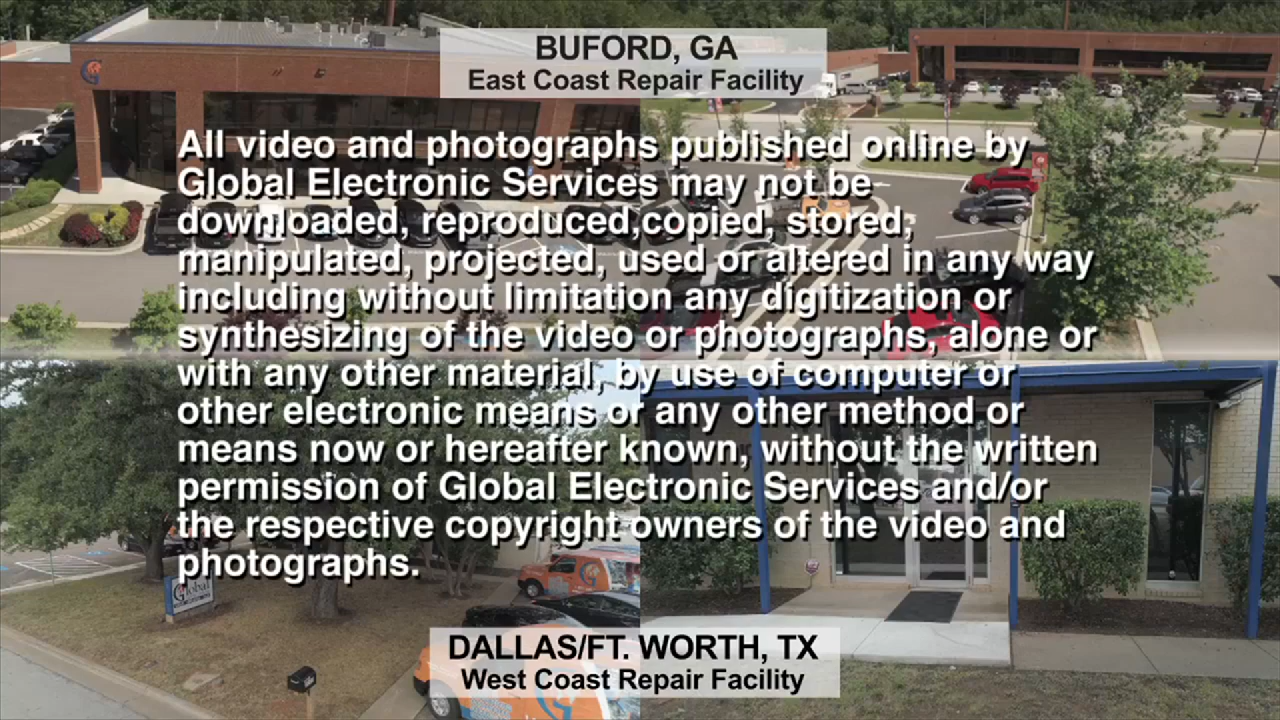 BUFORD, GA
East Coast Repair Facility
All video and photographs published online by
Global Electronic Services may not be
downloaded, reproduced,copied, stored,
manipulated, projected, used or altered in any way
including without limitation any digitization or
synthesizing of the video or photographs, alone or
with any other material, by use of computer or
other electronic means or any other method or
means now or hereafter known, without the written
permission of Global Electronic Services and/or
the respective copyright owners of the video and
photographs.
Global
DALLAS/FT. WORTH, TX
West Coast Repair Facility